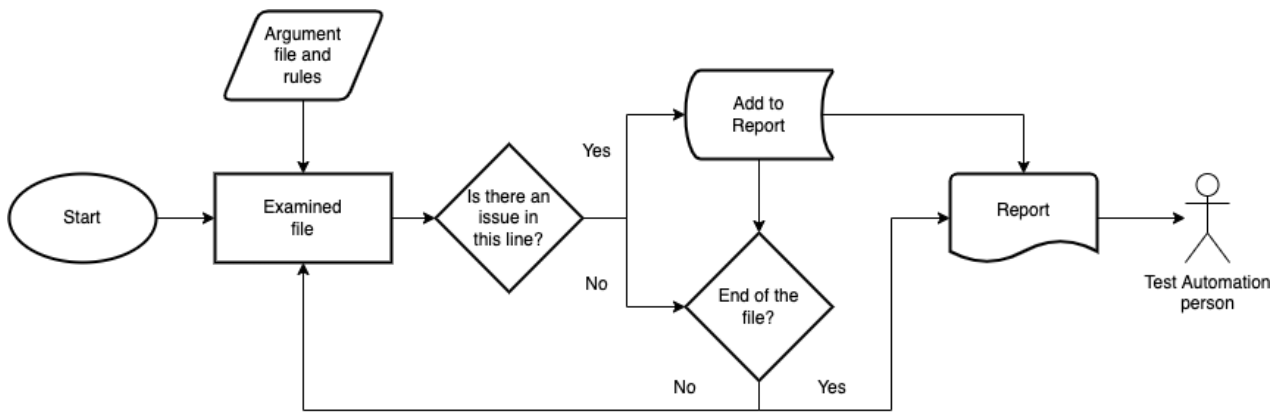 Argument
file and
rules
Start
Examined
file
Is there an
issue in
this line?
Yes
No
Add to
Report
End of the
file?
No
Yes
Report
Test Automation
person